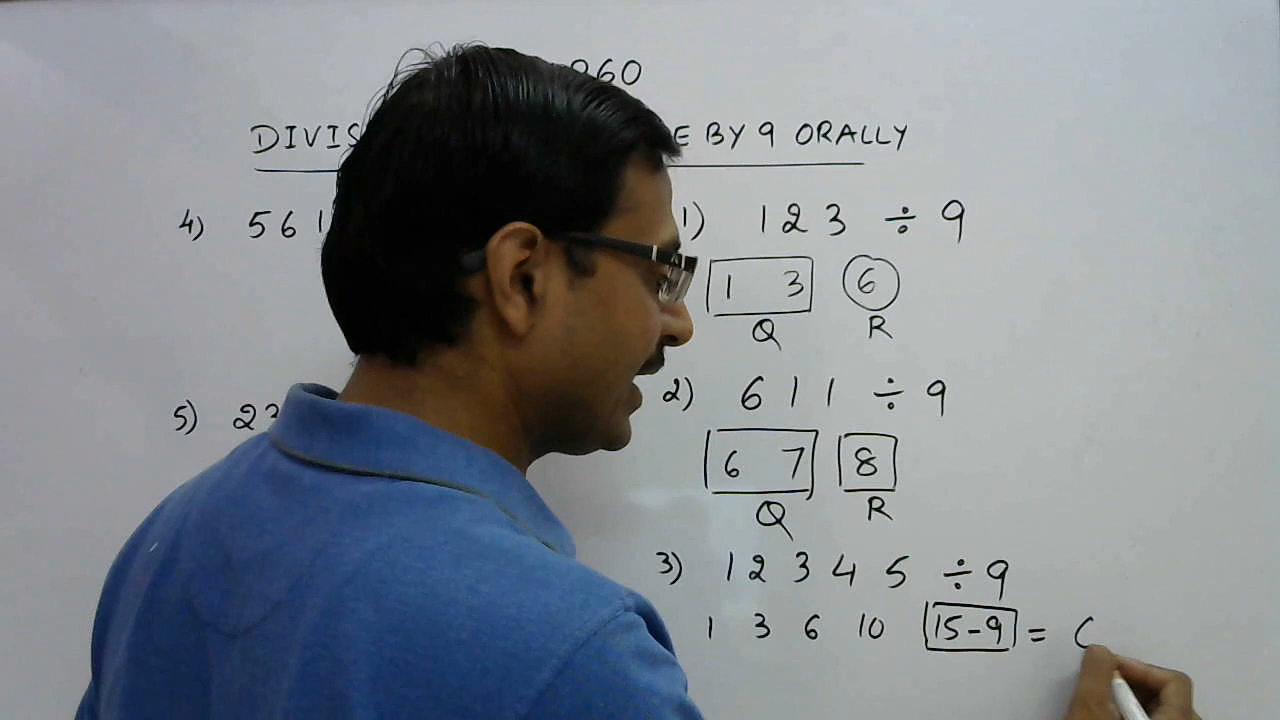 960
DIVIS E BY 9 ORALLY
4) 5 6 1
1) 1 2 3 ÷ 9
1 3 6
Q R
2) 6 1 1 ÷ 9
6 7 8
Q R
5) 2
3) 1 2 3 4 5 ÷ 9
1 3 6 10 15-9 =